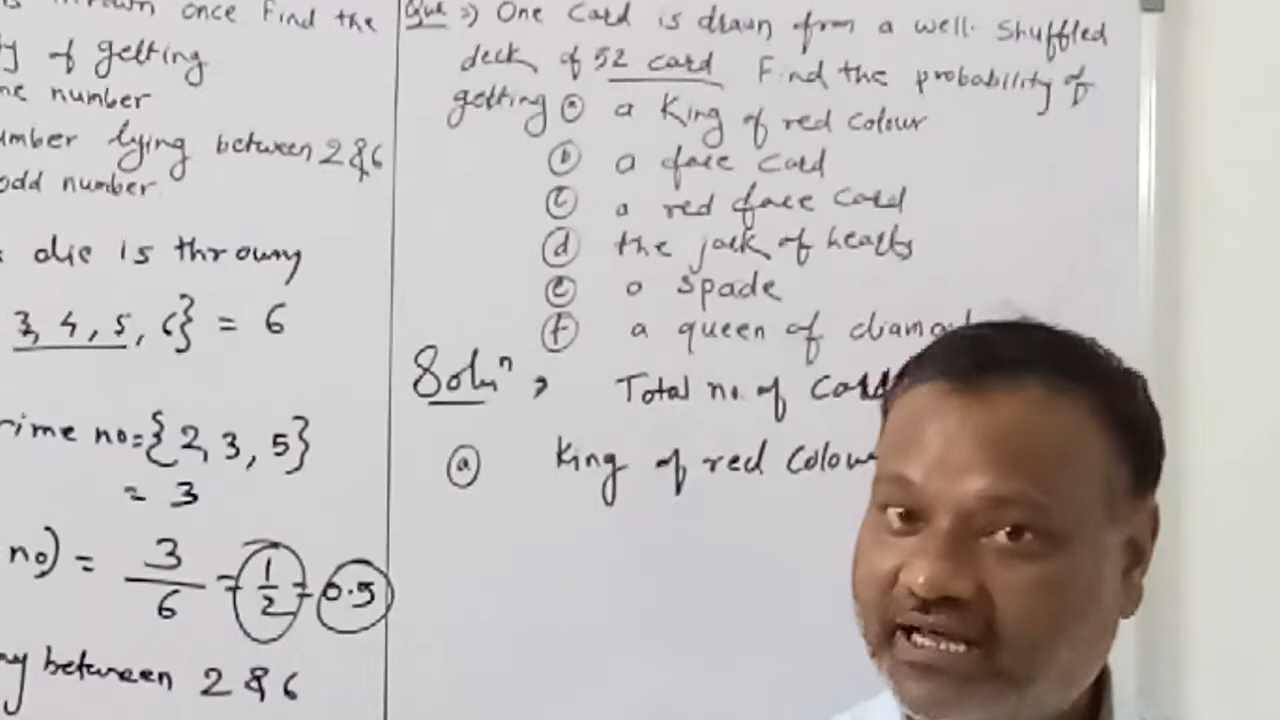 thrown once Find the
of getting
number
number lying between 2 & 6
odd number.
die is thrown
3, 4, 5, 6} = 6
prime no = {2, 3, 5}
= 3
no) = 3/6 = 1/2 = 0.5
between 2 & 6
Que :) One card is drawn from a well shuffled
deck of 52 card Find the probability of
getting (a) a King of red colour
(b) a face card
(c) a red face card
(d) the jack of hearts
(e) a spade
(f) a queen of
Solⁿ, Total no. of
(a) King of red Colour